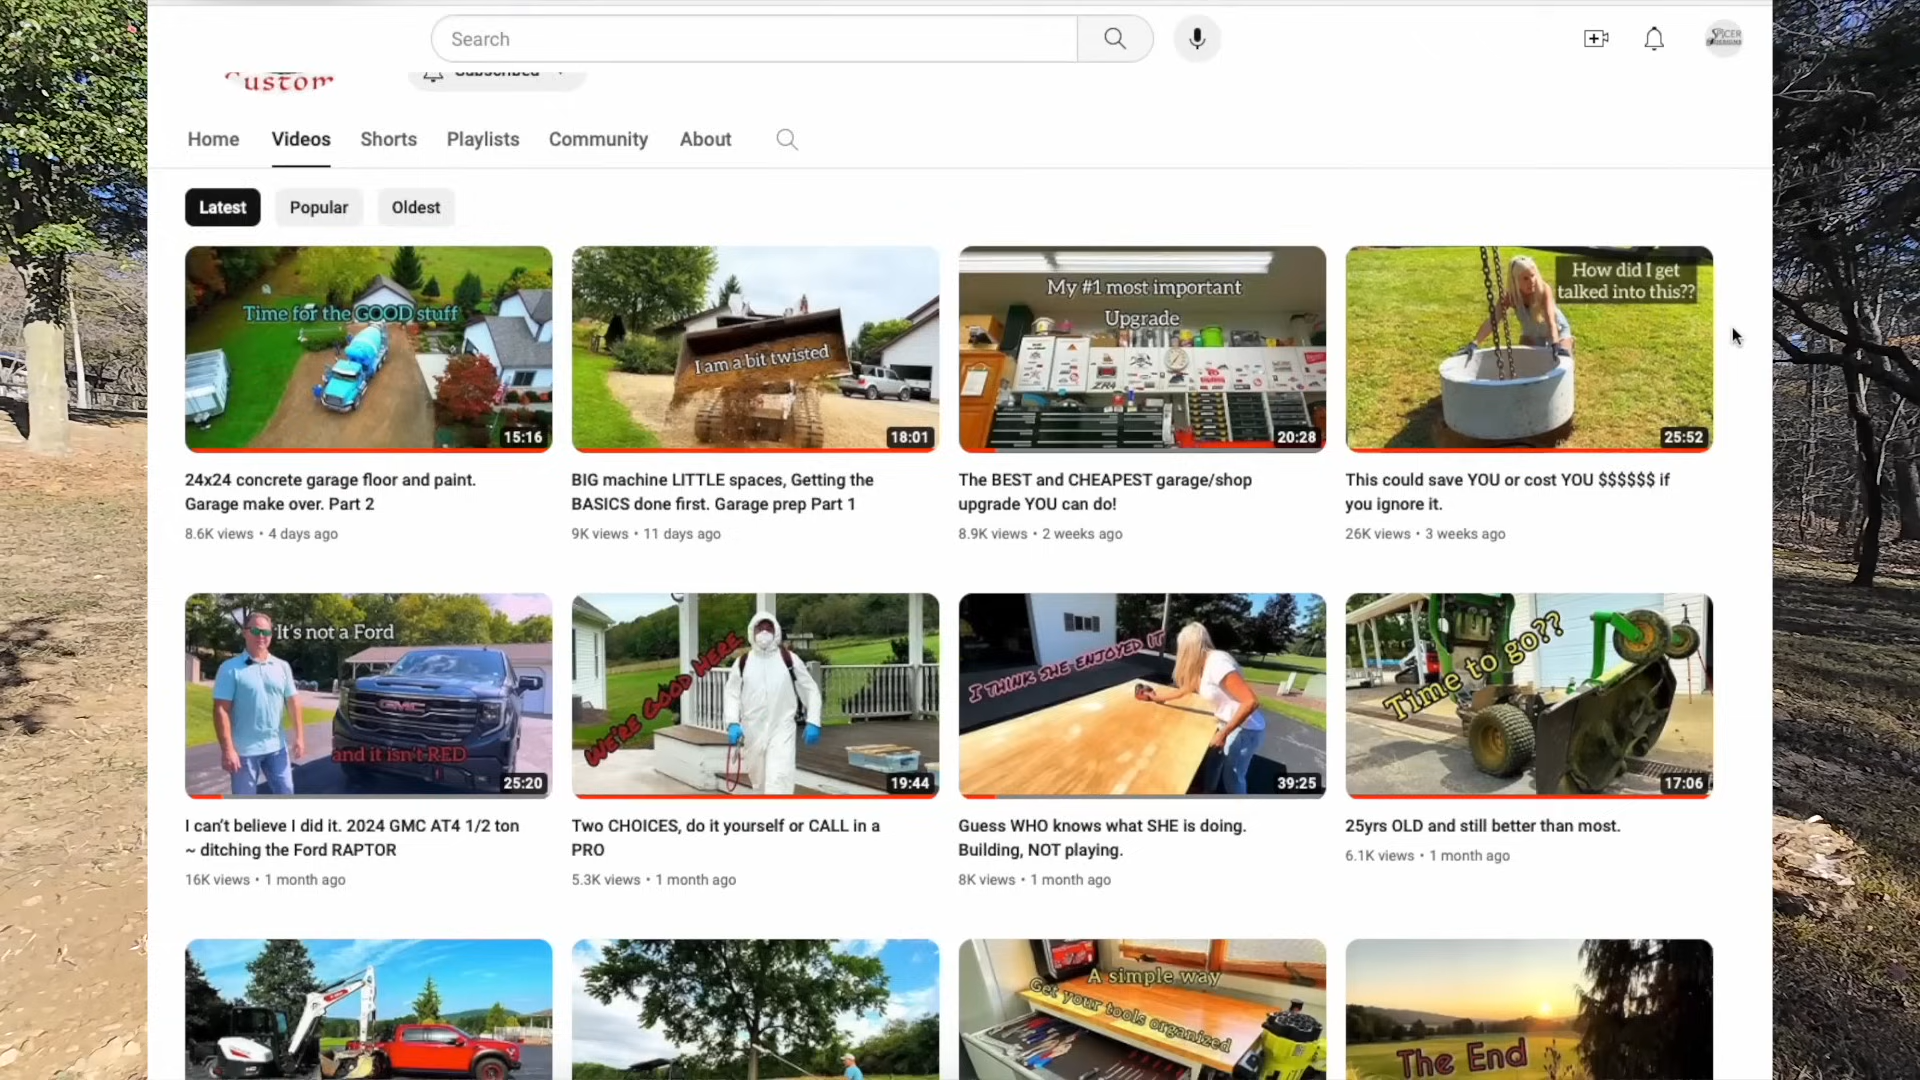 Search
Custom
Subscribed
Home
Videos
Shorts
Playlists
Community
About
Latest
Popular
Oldest
Time for the GOOD stuff
15:16
24x24 concrete garage floor and paint.
Garage make over. Part 2
8.6K views • 4 days ago
I am a bit twisted
18:01
BIG machine LITTLE spaces, Getting the
BASICS done first. Garage prep Part 1
9K views • 11 days ago
My #1 most important
Upgrade
20:28
The BEST and CHEAPEST garage/shop
upgrade YOU can do!
8.9K views • 2 weeks ago
How did I get
talked into this??
25:52
This could save YOU or cost YOU $$$$$$ if
you ignore it.
26K views • 3 weeks ago
It's not a Ford
GMC
and it isn't RED
25:20
I can’t believe I did it. 2024 GMC AT4 1/2 ton
~ ditching the Ford RAPTOR
16K views • 1 month ago
WE'RE GOOD HERE
19:44
Two CHOICES, do it yourself or CALL in a
PRO
5.3K views • 1 month ago
I THINK SHE ENJOYED IT
39:25
Guess WHO knows what SHE is doing.
Building, NOT playing.
8K views • 1 month ago
Time to go??
17:06
25yrs OLD and still better than most.
6.1K views • 1 month ago
A simple way
Get your tools organized
The End